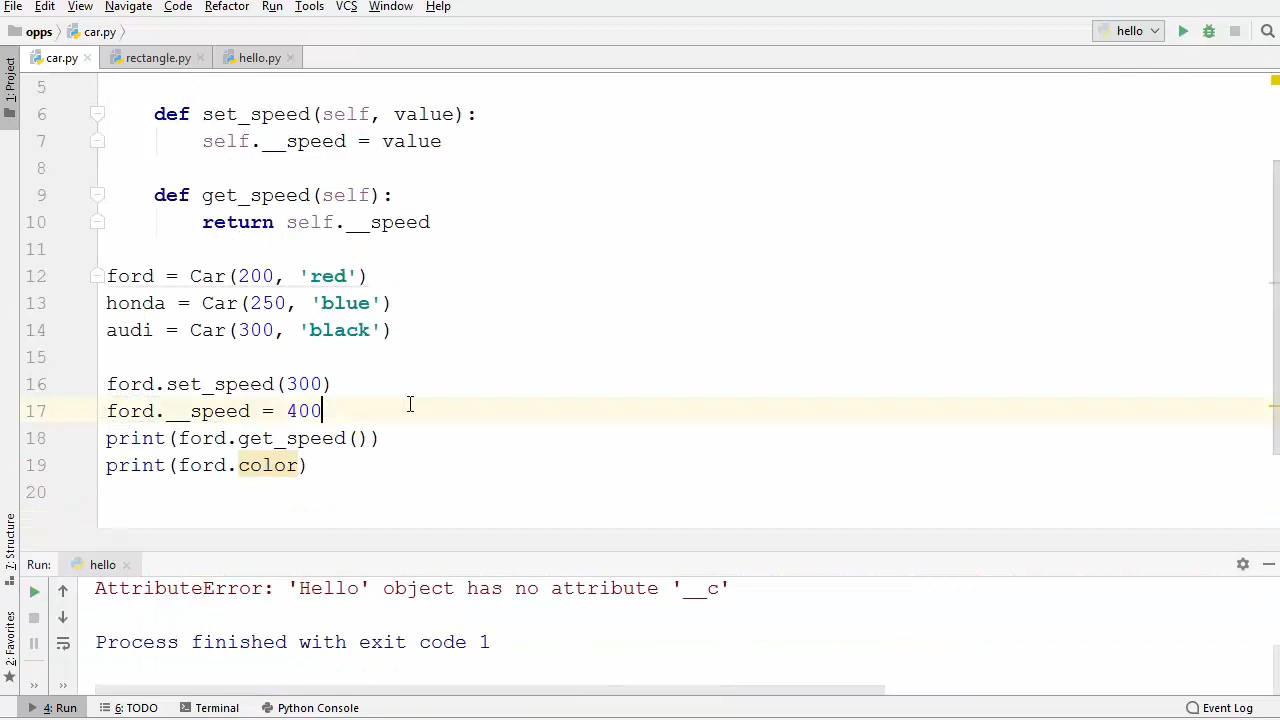 File Edit View Navigate Code Refactor Run Tools VCS Window Help
opps car.py hello
1: Project
car.py rectangle.py hello.py
5
6 def set_speed(self, value):
7 self.__speed = value
8
9 def get_speed(self):
10 return self.__speed
11
12 ford = Car(200, 'red')
13 honda = Car(250, 'blue')
14 audi = Car(300, 'black')
15
16 ford.set_speed(300)
17 ford.__speed = 400
18 print(ford.get_speed())
19 print(ford.color)
20
7: Structure
2: Favorites
Run: hello
AttributeError: 'Hello' object has no attribute '__c'
Process finished with exit code 1
4: Run 6: TODO Terminal Python Console Event Log